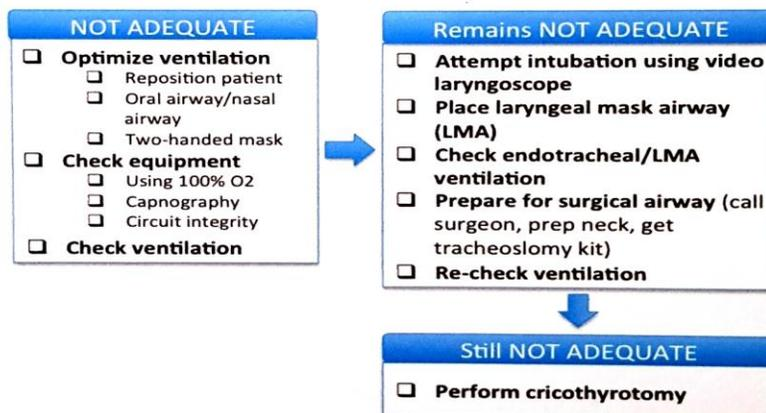 NOT ADEQUATE
❑ Optimize ventilation
❑ Reposition patient
❑ Oral airway/nasal
airway
❑ Two-handed mask
❑ Check equipment
❑ Using 100% O2
❑ Capnography
❑ Circuit integrity
❑ Check ventilation
Remains NOT ADEQUATE
❑ Attempt intubation using video
laryngoscope
❑ Place laryngeal mask airway
(LMA)
❑ Check endotracheal/LMA
ventilation
❑ Prepare for surgical airway (call
surgeon, prep neck, get
tracheoslomy kit)
❑ Re-check ventilation
Still NOT ADEQUATE
❑ Perform cricothyrotomy